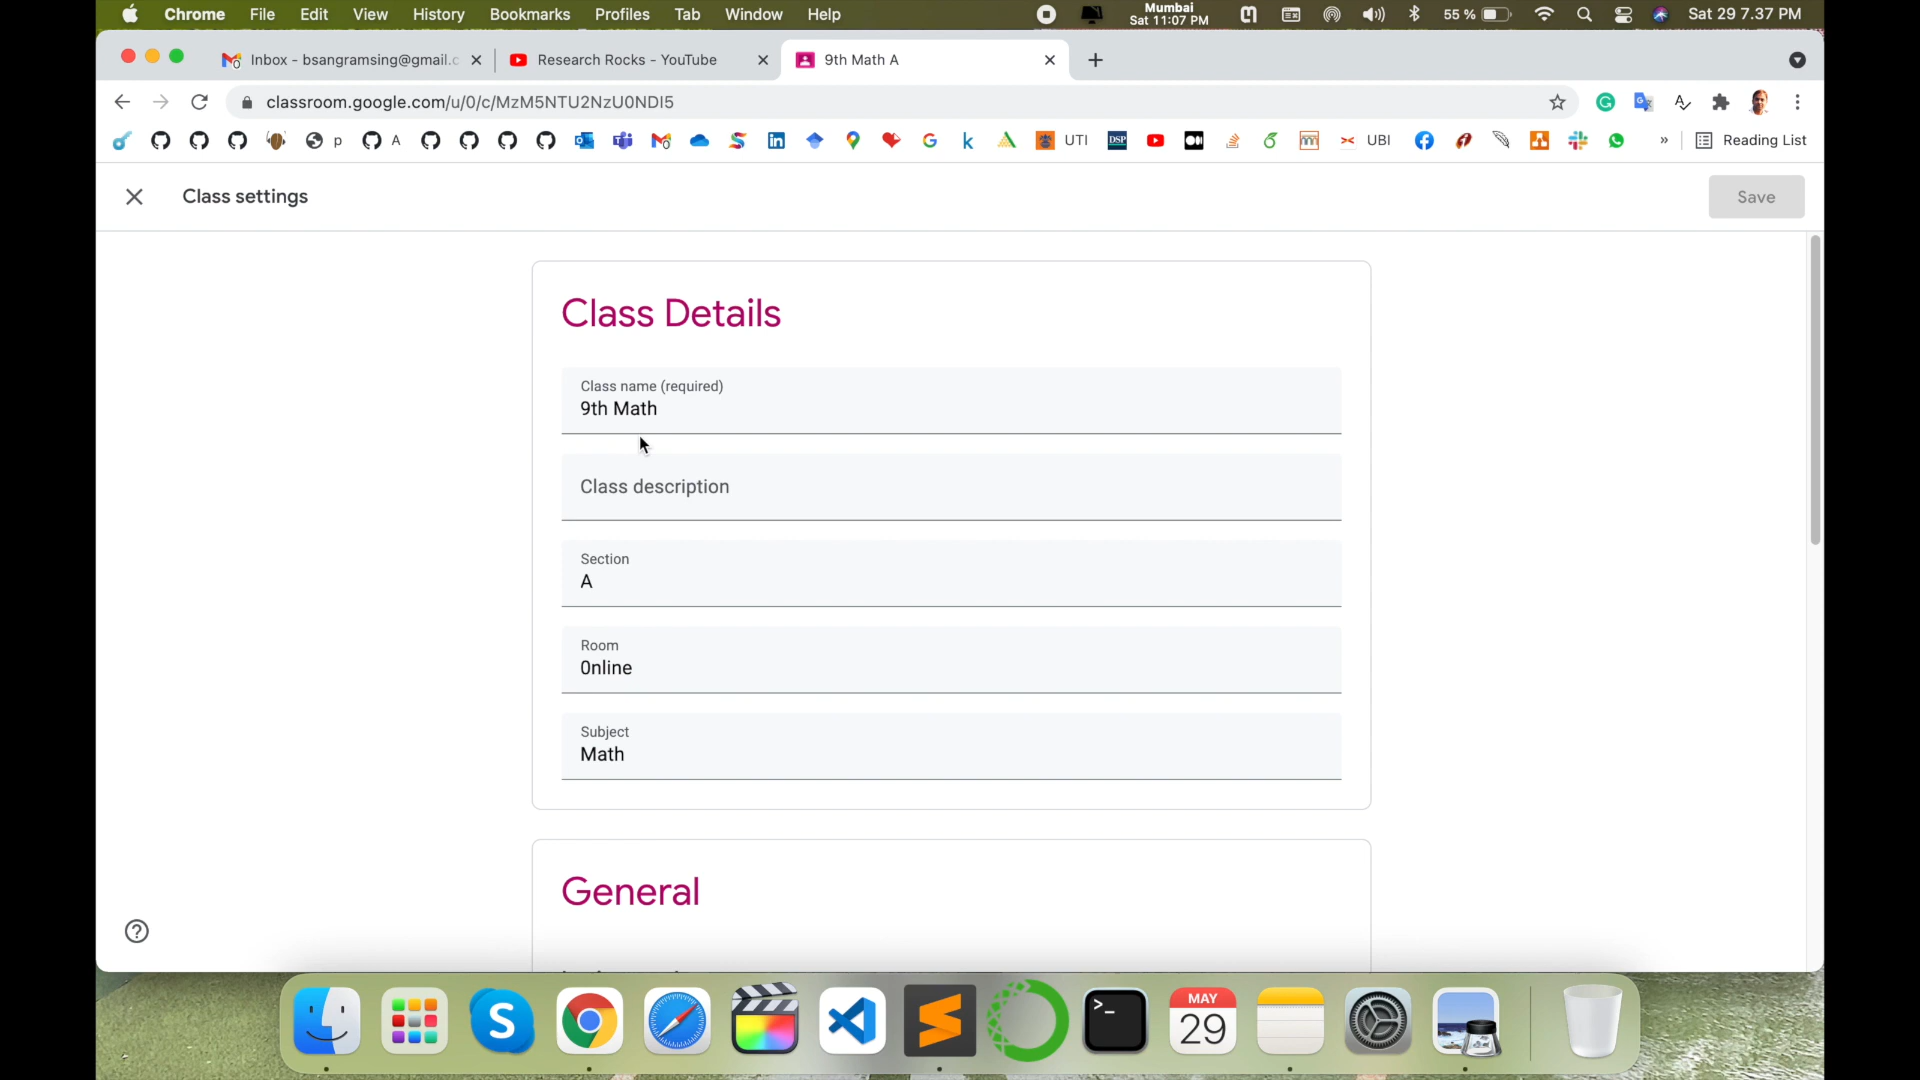 Chrome File Edit View History Bookmarks Profiles Tab Window Help
Mumbai
Sat 11:07 PM
55 %
Sat 29 7.37 PM
Inbox - bsangramsing@gmail.c
Research Rocks - YouTube
9th Math A
classroom.google.com/u/0/c/MzM5NTU2NzU0NDI5
p A UTI DSP UBI » Reading List
Class settings
Save
Class Details
Class name (required)
9th Math
Class description
Section
A
Room
0nline
Subject
Math
General
MAY
29